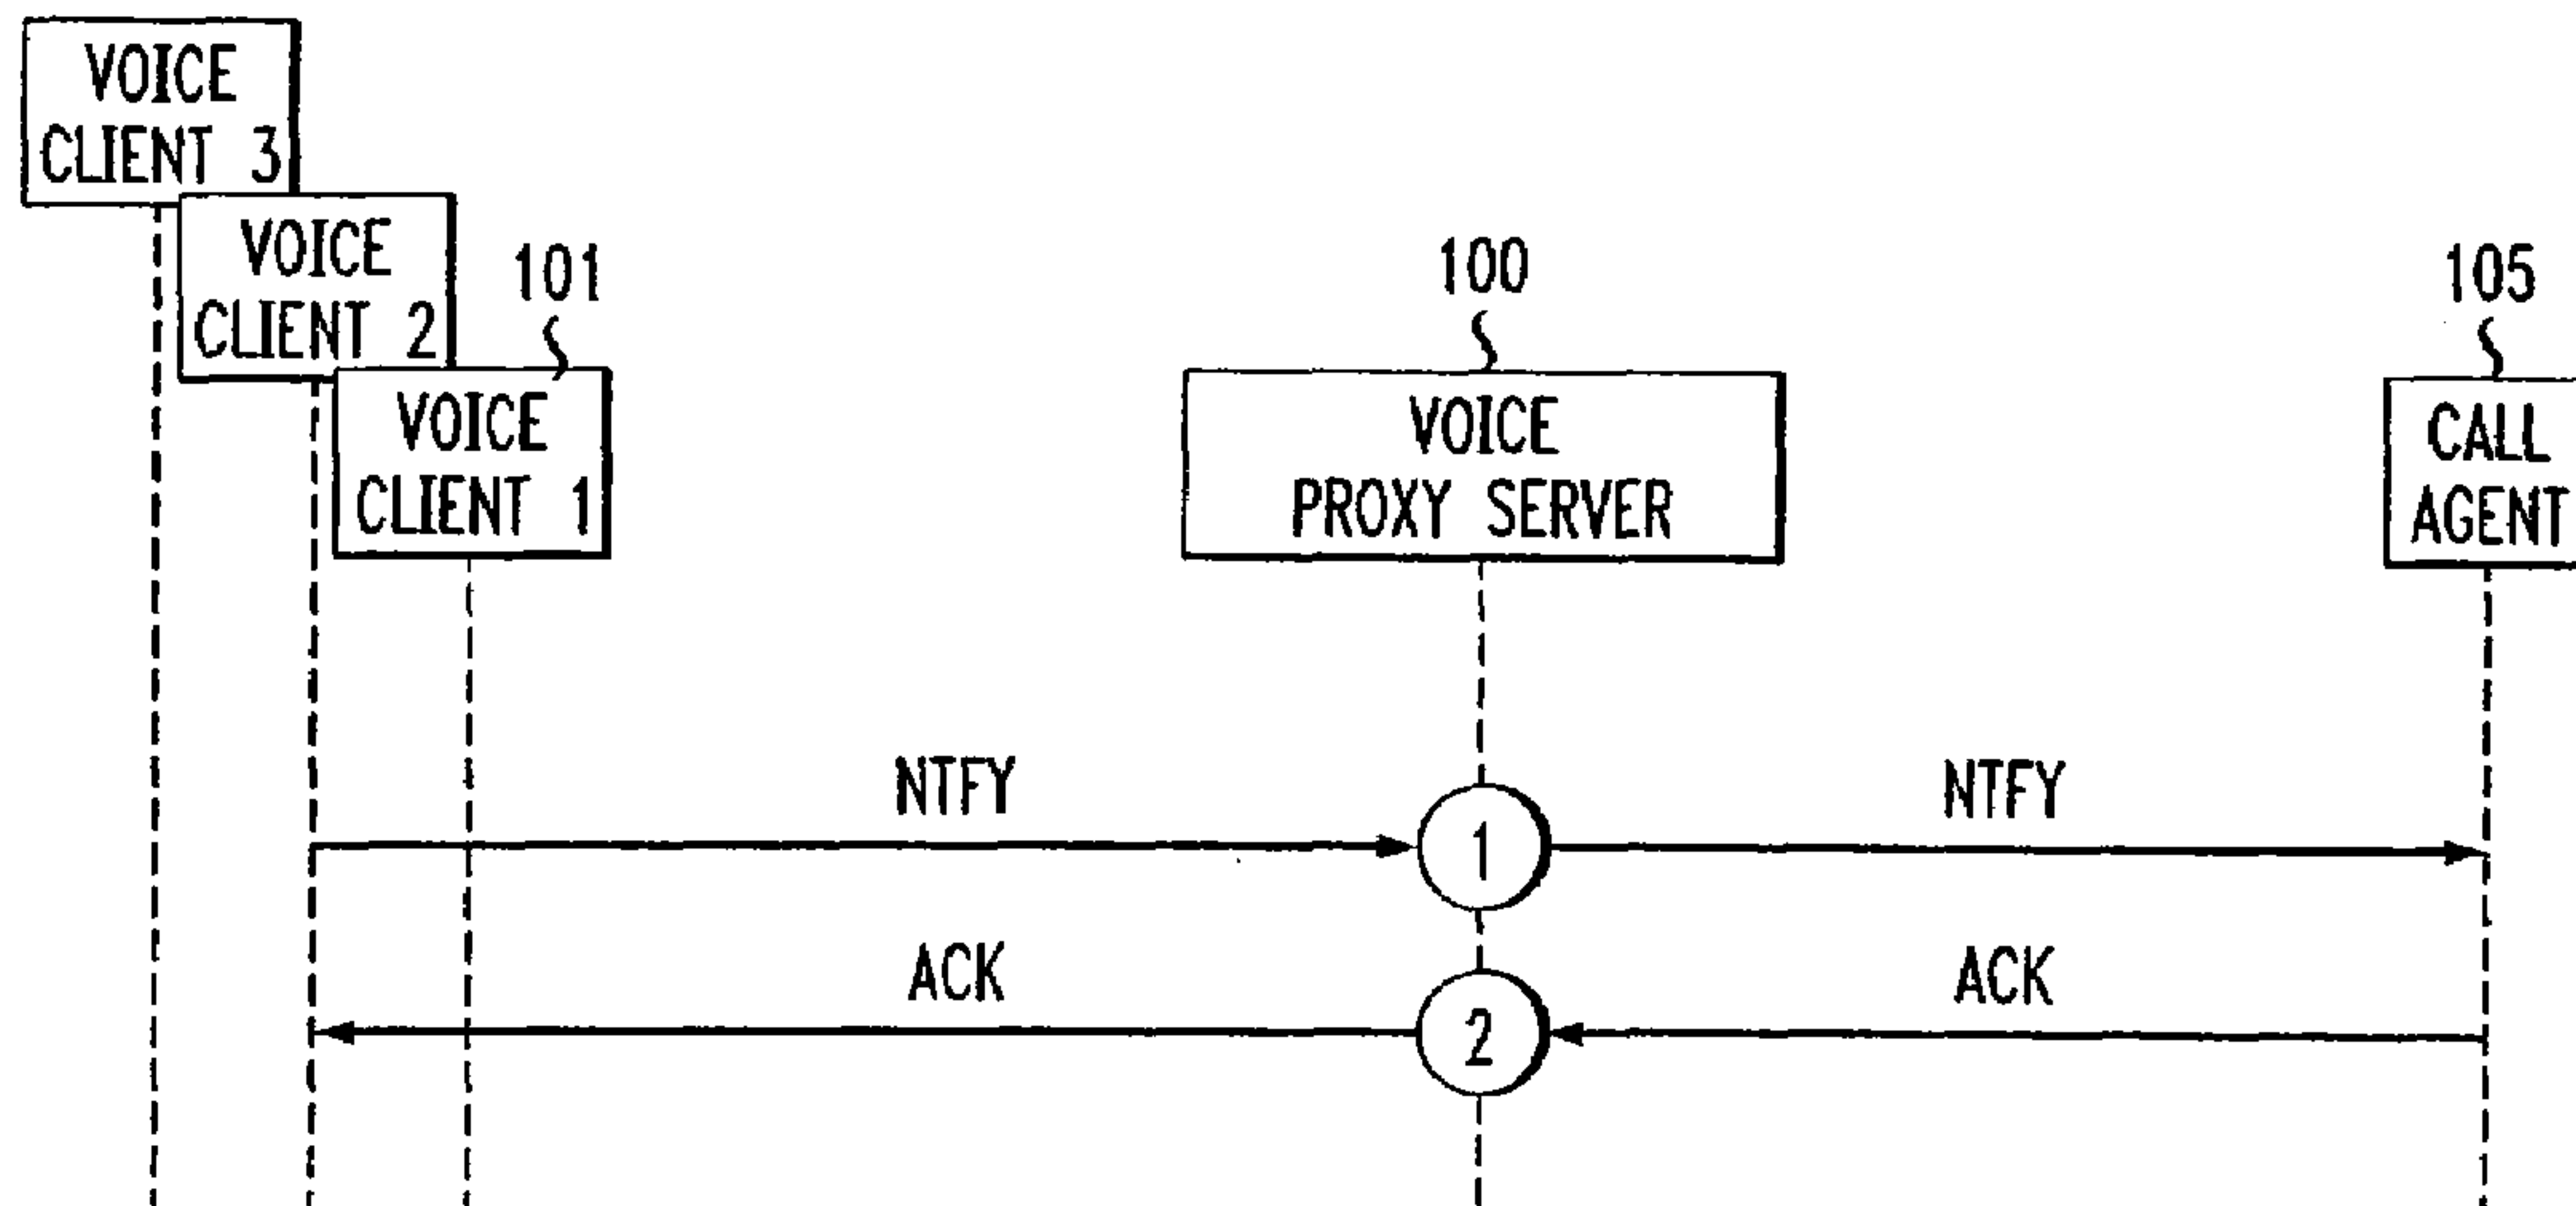 VOICE
CLIENT 3
VOICE
CLIENT 2
101
VOICE
CLIENT 1
100
VOICE
PROXY SERVER
105
CALL
AGENT
NTFY
1
NTFY
ACK
2
ACK